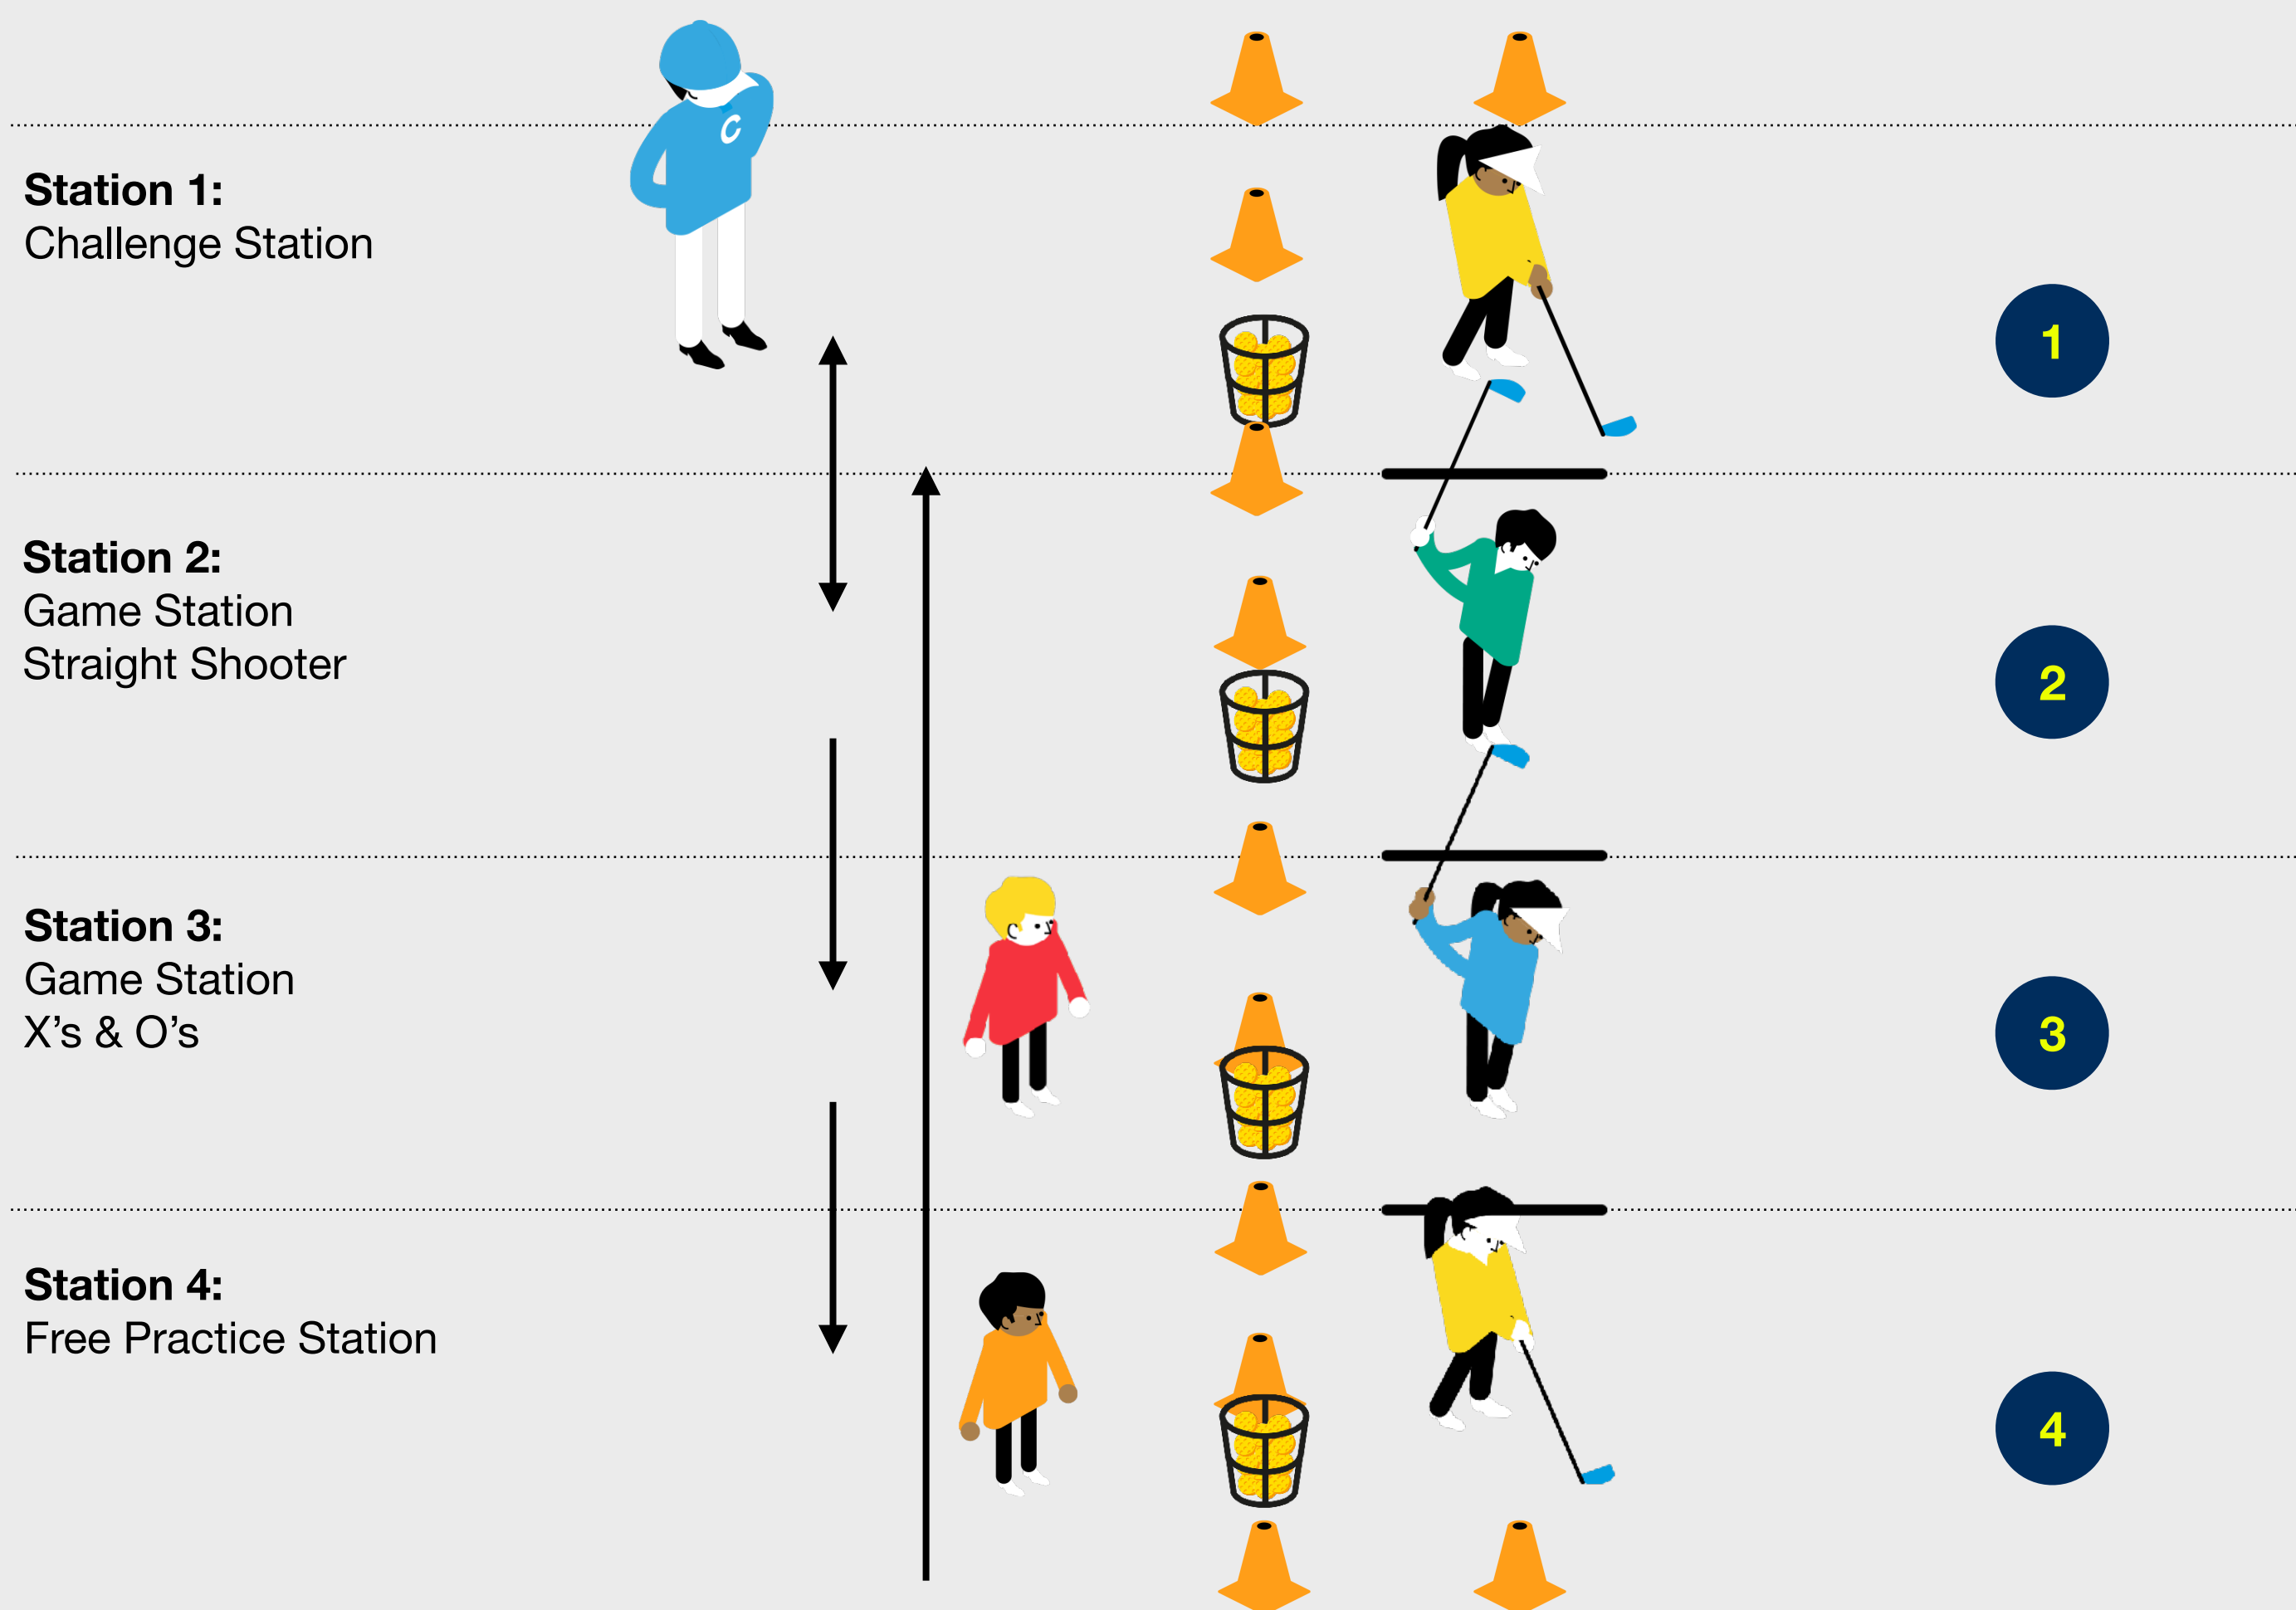 C
Station 1:
Challenge Station
1
Station 2:
Game Station
Straight Shooter
2
Station 3:
Game Station
X’s & O’s
3
Station 4:
Free Practice Station
4